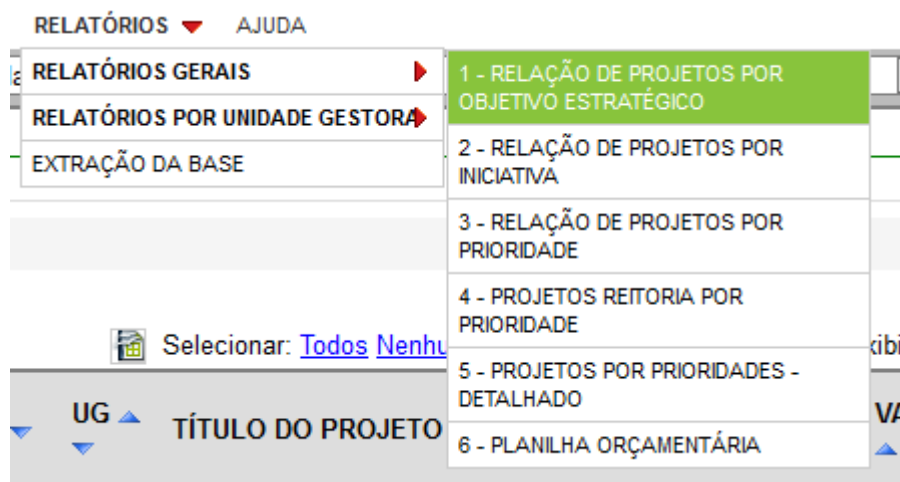 RELATÓRIOS AJUDA
RELATÓRIOS GERAIS
RELATÓRIOS POR UNIDADE GESTORA
EXTRAÇÃO DA BASE
1 - RELAÇÃO DE PROJETOS POR
OBJETIVO ESTRATÉGICO
2 - RELAÇÃO DE PROJETOS POR
INICIATIVA
3 - RELAÇÃO DE PROJETOS POR
PRIORIDADE
4 - PROJETOS REITORIA POR
PRIORIDADE
5 - PROJETOS POR PRIORIDADES -
DETALHADO
6 - PLANILHA ORÇAMENTÁRIA
Selecionar: Todos Nenhu
UG TÍTULO DO PROJETO VA